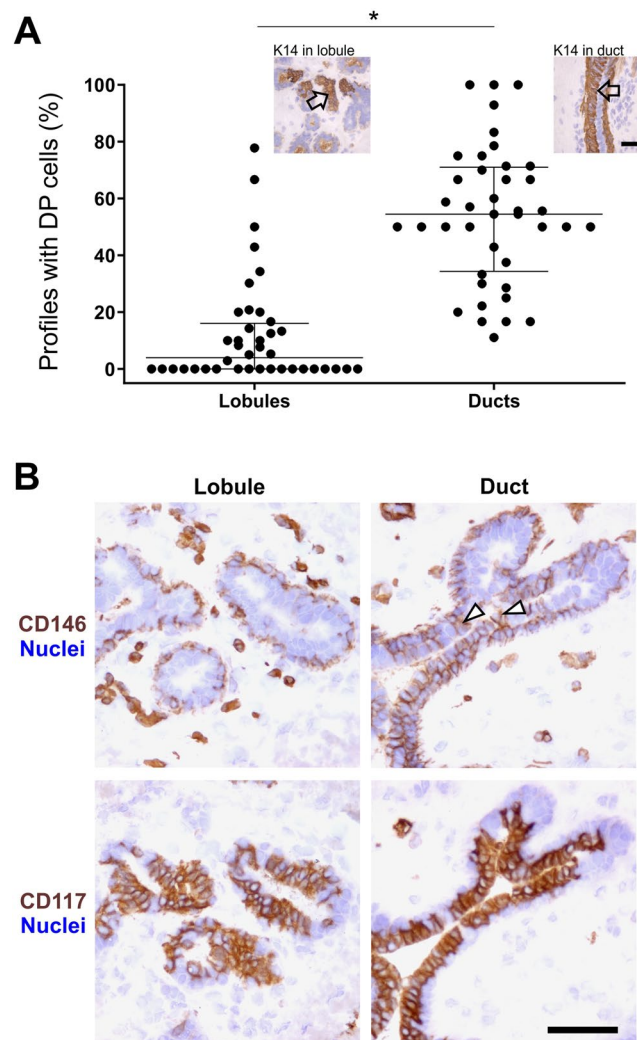 A
*
K14 in lobule
K14 in duct
Profiles with DP cells (%)
100
80
60
40
20
0
Lobules
Ducts
B
Lobule
Duct
CD146
Nuclei
CD117
Nuclei